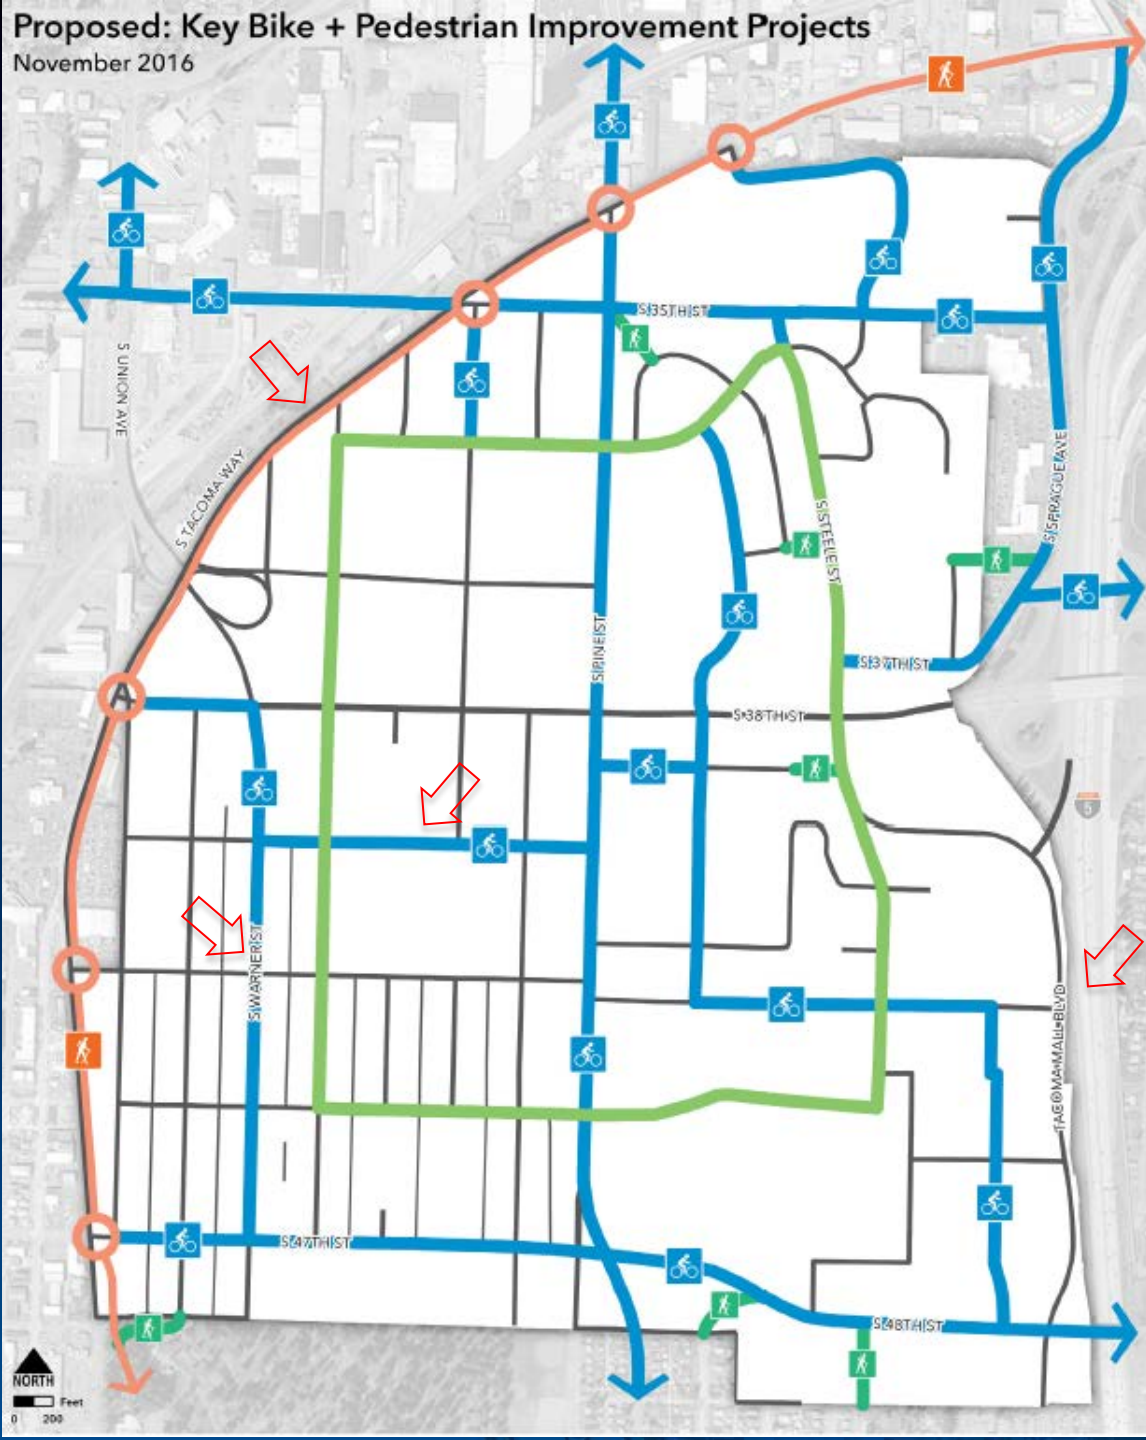 Proposed: Key Bike + Pedestrian Improvement Projects
November 2016
S 35TH ST
S UNION AVE
S TACOMA WAY
S SPRAGUE AVE
S STEELE ST
S PINE ST
S 37TH ST
S 38TH ST
5
S WARNER ST
TACOMA MALL BLVD
S 47TH ST
S 48TH ST
NORTH
Feet
0 200